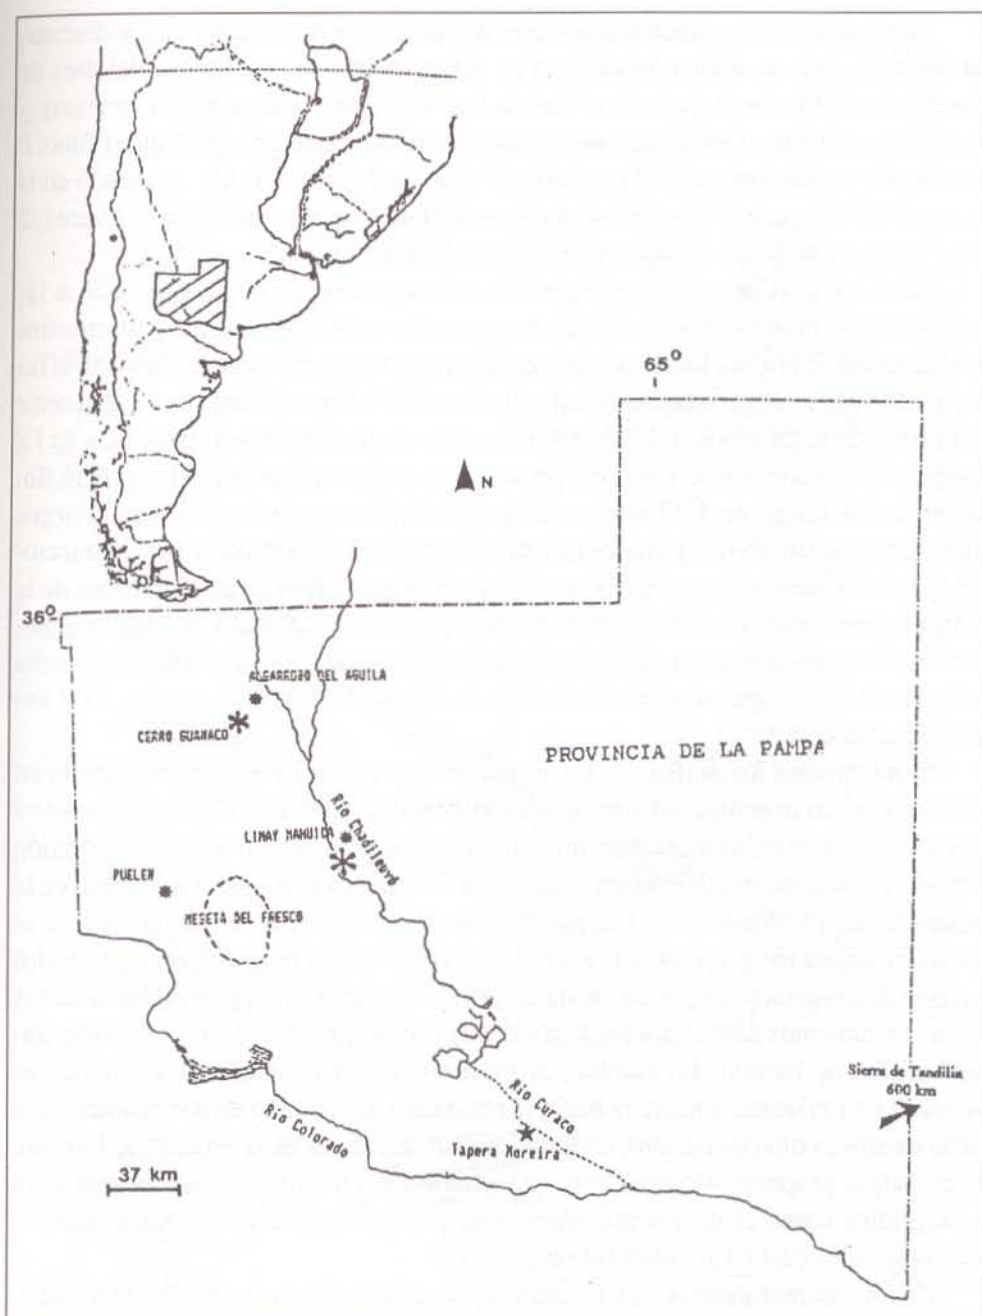 65°
N
36°
ALGARROBO DEL AGUILA
CERRO GUANACO
PROVINCIA DE LA PAMPA
Río Chadileuvú
LIHAY MAHUIDA
PUELEN
MESETA DEL FRESCO
Sierra de Tandilia
600 km
Río Curacó
Tapera Moreira
Río Colorado
37 km